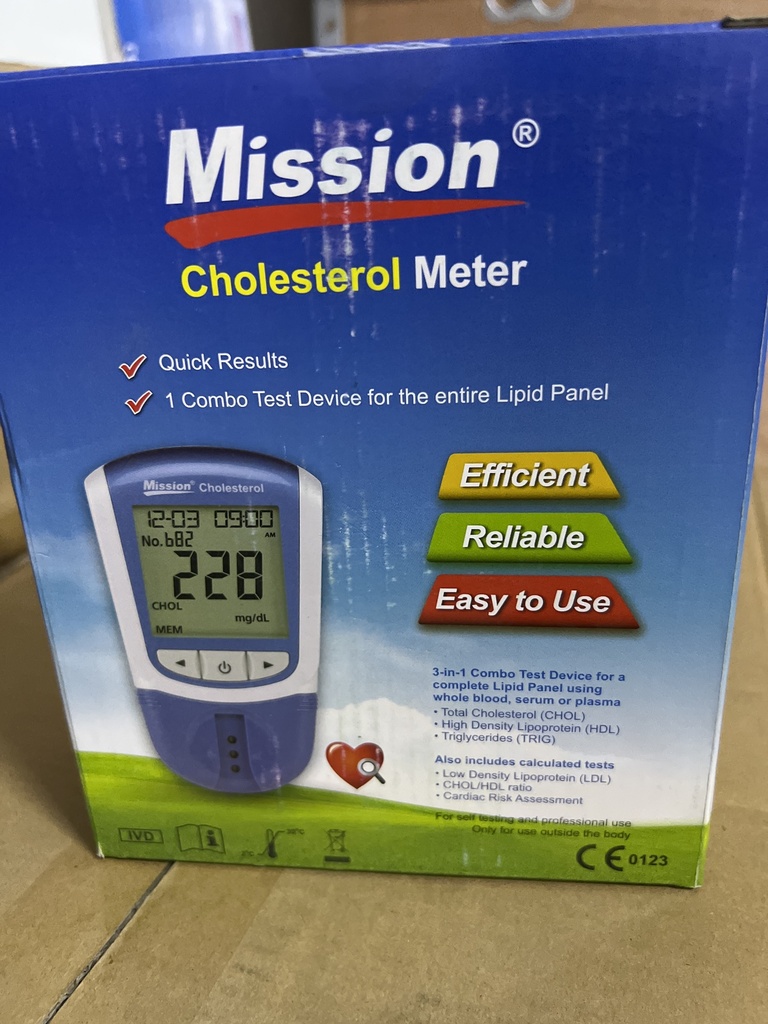 Mission®
Cholesterol Meter
Quick Results
1 Combo Test Device for the entire Lipid Panel
Mission® Cholesterol
12-03 09:00
AM
No. b82
228
CHOL
mg/dL
MEM
Efficient
Reliable
Easy to Use
3-in-1 Combo Test Device for a
complete Lipid Panel using
whole blood, serum or plasma
• Total Cholesterol (CHOL)
• High Density Lipoprotein (HDL)
• Triglycerides (TRIG)
Also includes calculated tests
• Low Density Lipoprotein (LDL)
• CHOL/HDL ratio
• Cardiac Risk Assessment
For self testing and professional use
Only for use outside the body
IVD
CE 0123